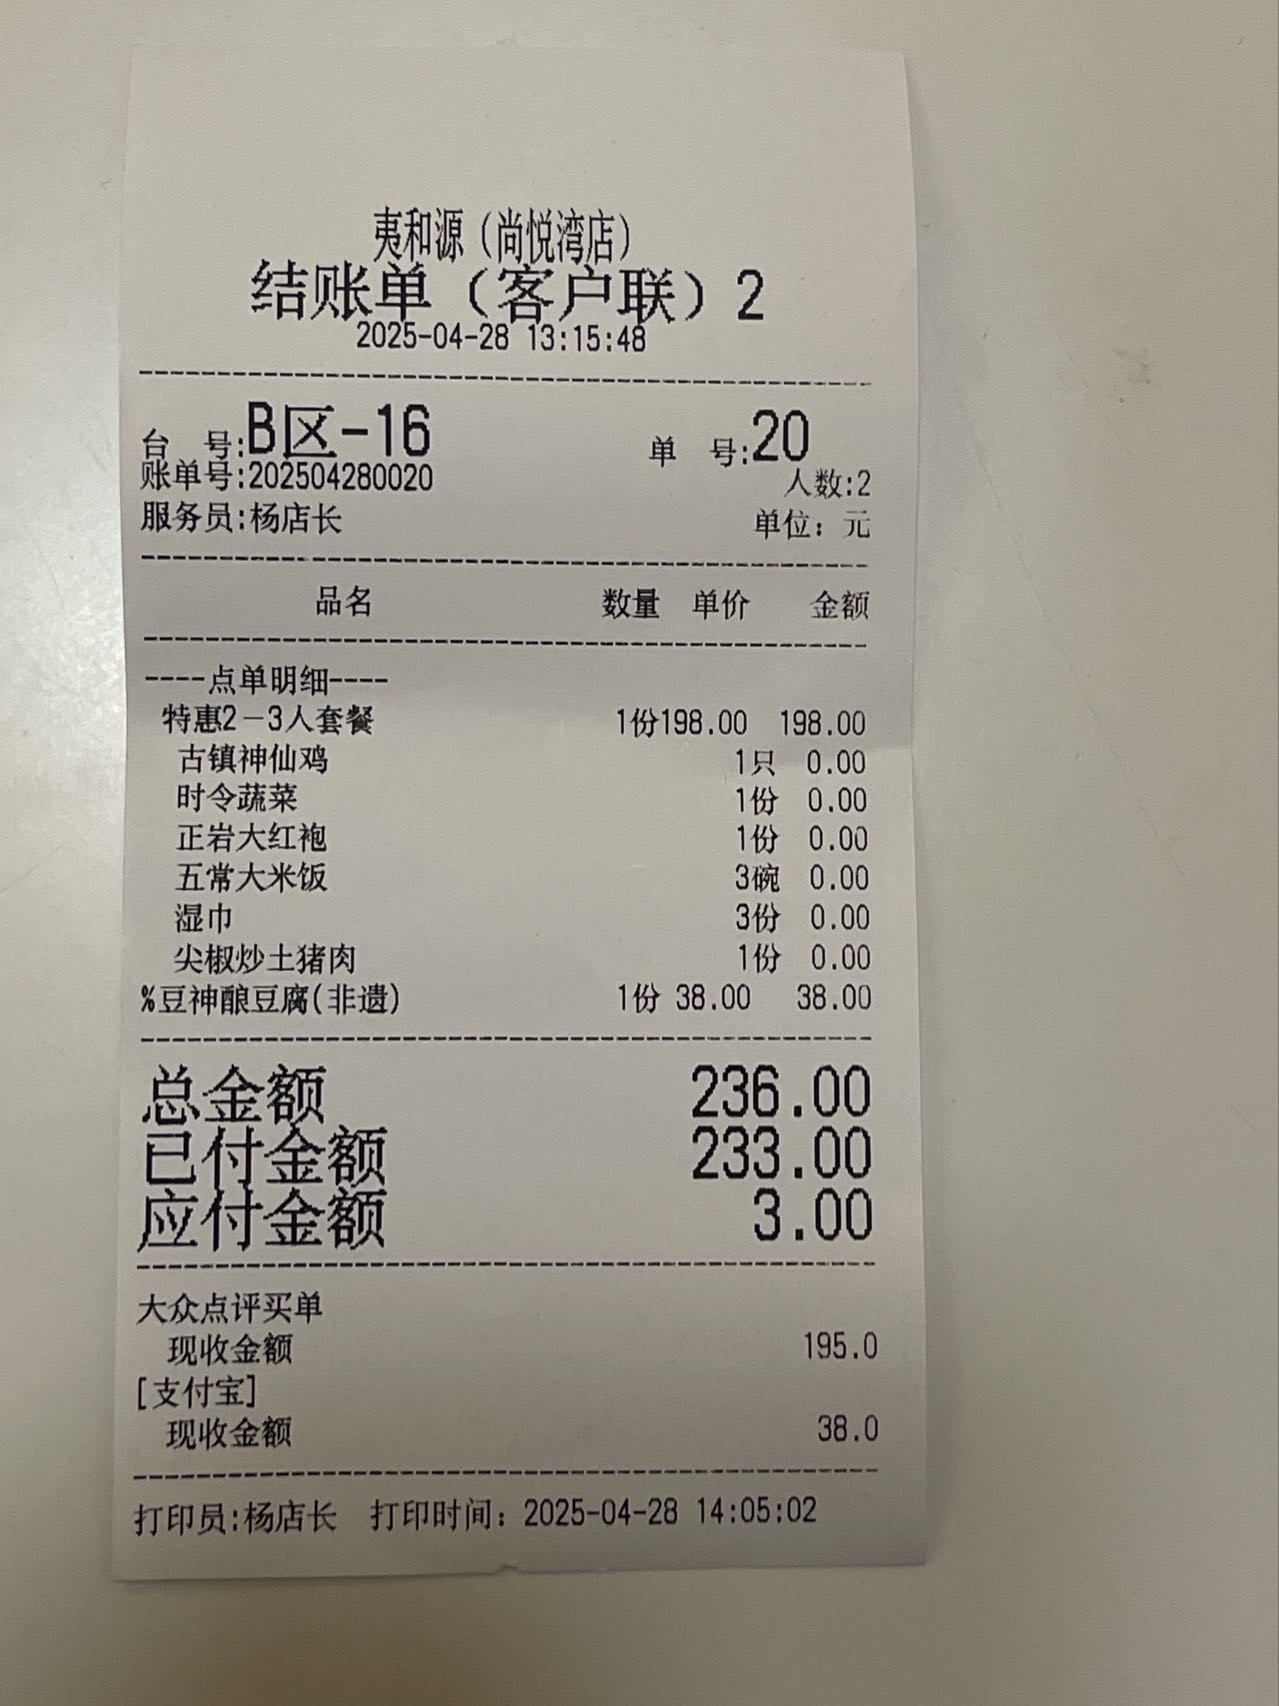 夷和源（尚悦湾店）
结账单（客户联）2
2025-04-28 13:15:48
台 号:B区-16 单 号:20
账单号:202504280020 人数:2
服务员:杨店长 单位：元
品名 数量 单价 金额
----点单明细----
特惠2－3人套餐 1份198.00 198.00
古镇神仙鸡 1只 0.00
时令蔬菜 1份 0.00
正岩大红袍 1份 0.00
五常大米饭 3碗 0.00
湿巾 3份 0.00
尖椒炒土猪肉 1份 0.00
%豆神酿豆腐(非遗) 1份 38.00 38.00
总金额 236.00
已付金额 233.00
应付金额 3.00
大众点评买单
现收金额 195.0
[支付宝]
现收金额 38.0
打印员:杨店长 打印时间：2025-04-28 14:05:02